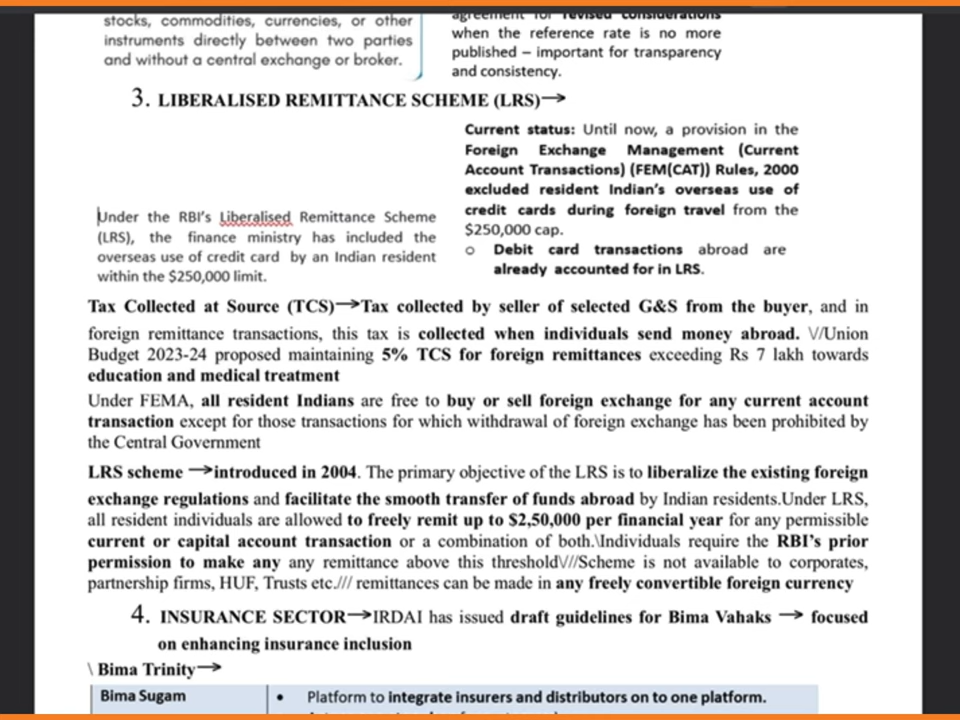 stocks, commodities, currencies, or other
instruments directly between two parties
and without a central exchange or broker.
agreement for revised considerations
when the reference rate is no more
published – important for transparency
and consistency.
3. LIBERALISED REMITTANCE SCHEME (LRS)→
Under the RBI's Liberalised Remittance Scheme
(LRS), the finance ministry has included the
overseas use of credit card by an Indian resident
within the $250,000 limit.
Current status: Until now, a provision in the
Foreign Exchange Management (Current
Account Transactions) (FEM(CAT)) Rules, 2000
excluded resident Indian's overseas use of
credit cards during foreign travel from the
$250,000 cap.
o Debit card transactions abroad are
already accounted for in LRS.
Tax Collected at Source (TCS)→Tax collected by seller of selected G&S from the buyer, and in
foreign remittance transactions, this tax is collected when individuals send money abroad. \//Union
Budget 2023-24 proposed maintaining 5% TCS for foreign remittances exceeding Rs 7 lakh towards
education and medical treatment
Under FEMA, all resident Indians are free to buy or sell foreign exchange for any current account
transaction except for those transactions for which withdrawal of foreign exchange has been prohibited by
the Central Government
LRS scheme →introduced in 2004. The primary objective of the LRS is to liberalize the existing foreign
exchange regulations and facilitate the smooth transfer of funds abroad by Indian residents.Under LRS,
all resident individuals are allowed to freely remit up to $2,50,000 per financial year for any permissible
current or capital account transaction or a combination of both.\Individuals require the RBI's prior
permission to make any any remittance above this threshold\///Scheme is not available to corporates,
partnership firms, HUF, Trusts etc./// remittances can be made in any freely convertible foreign currency
4. INSURANCE SECTOR→IRDAI has issued draft guidelines for Bima Vahaks → focused
on enhancing insurance inclusion
\ Bima Trinity→
Bima Sugam • Platform to integrate insurers and distributors on to one platform.